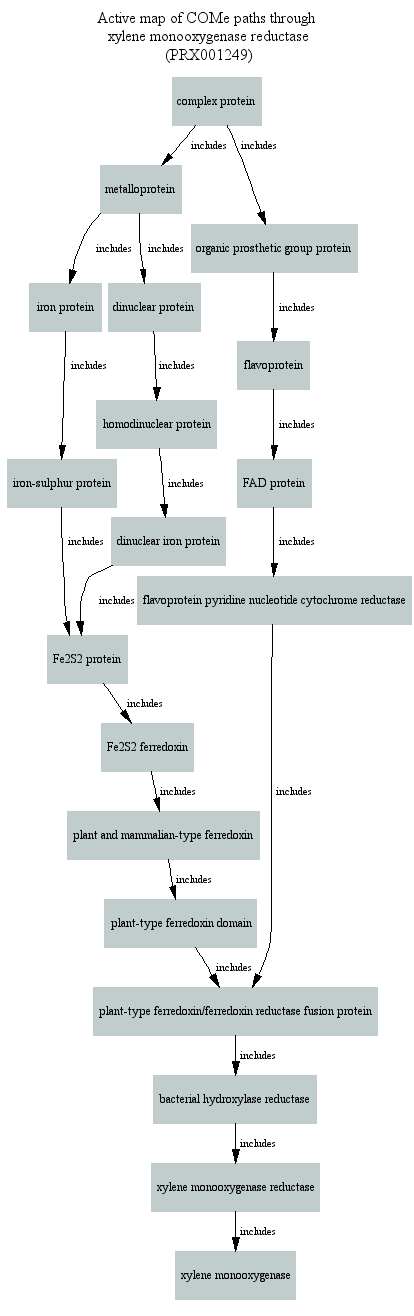 Active map of COMe paths through
xylene monooxygenase reductase
(PRX001249)
complex protein
includes
includes
metalloprotein
organic prosthetic group protein
includes
includes
includes
iron protein
dinuclear protein
flavoprotein
includes
includes
includes
homodinuclear protein
iron-sulphur protein
FAD protein
includes
includes
includes
dinuclear iron protein
includes
flavoprotein pyridine nucleotide cytochrome reductase
Fe2S2 protein
includes
Fe2S2 ferredoxin
includes
includes
plant and mammalian-type ferredoxin
includes
plant-type ferredoxin domain
includes
plant-type ferredoxin/ferredoxin reductase fusion protein
includes
bacterial hydroxylase reductase
includes
xylene monooxygenase reductase
includes
xylene monooxygenase